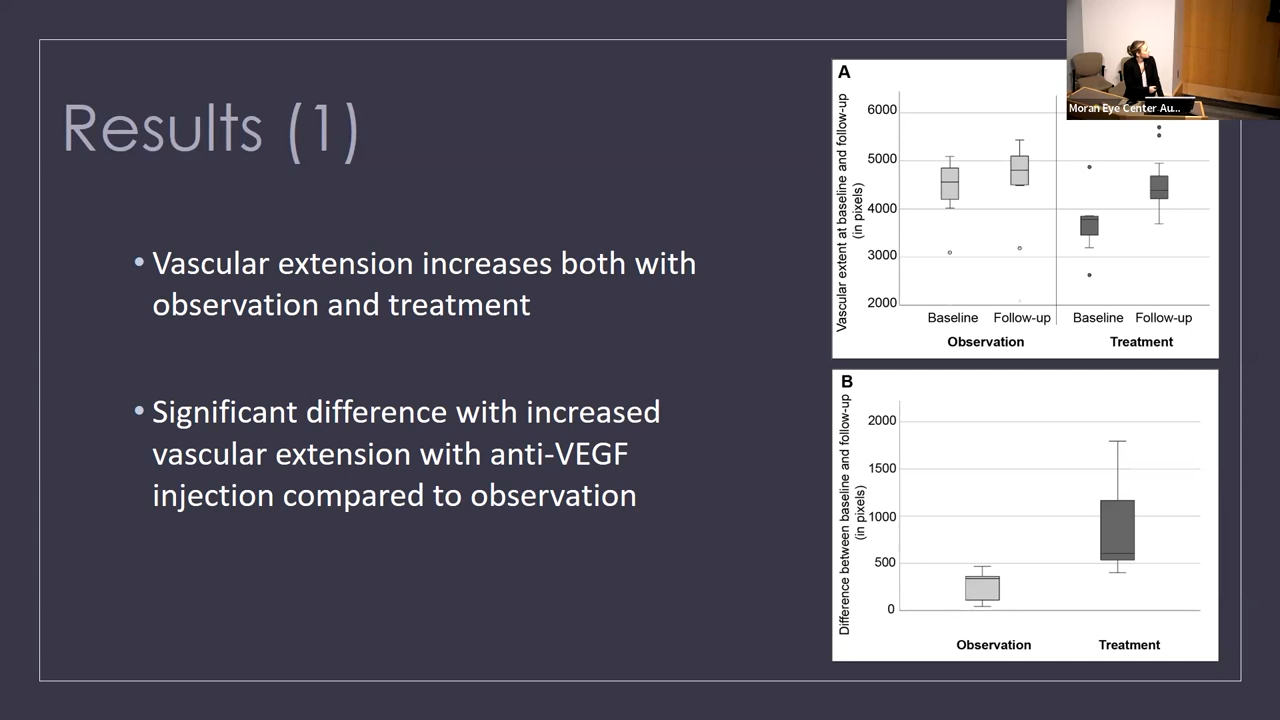 Results (1)
• Vascular extension increases both with
observation and treatment
• Significant difference with increased
vascular extension with anti-VEGF
injection compared to observation
Moran Eye Center Au...
A
Vascular extent at baseline and follow-up
(in pixels)
6000
5000
4000
3000
2000
Baseline Follow-up Baseline Follow-up
Observation Treatment
B
Difference between baseline and follow-up
(in pixels)
2000
1500
1000
500
0
Observation Treatment